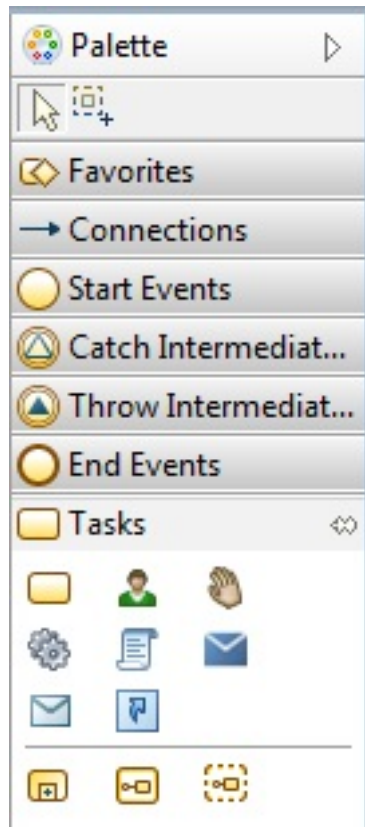 Palette
Favorites
Connections
Start Events
Catch Intermediat...
Throw Intermediat...
End Events
Tasks